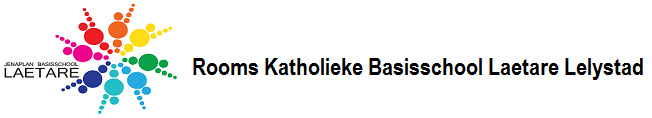 JENAPLAN BASISSCHOOL
LAETARE
Rooms Katholieke Basisschool Laetare Lelystad